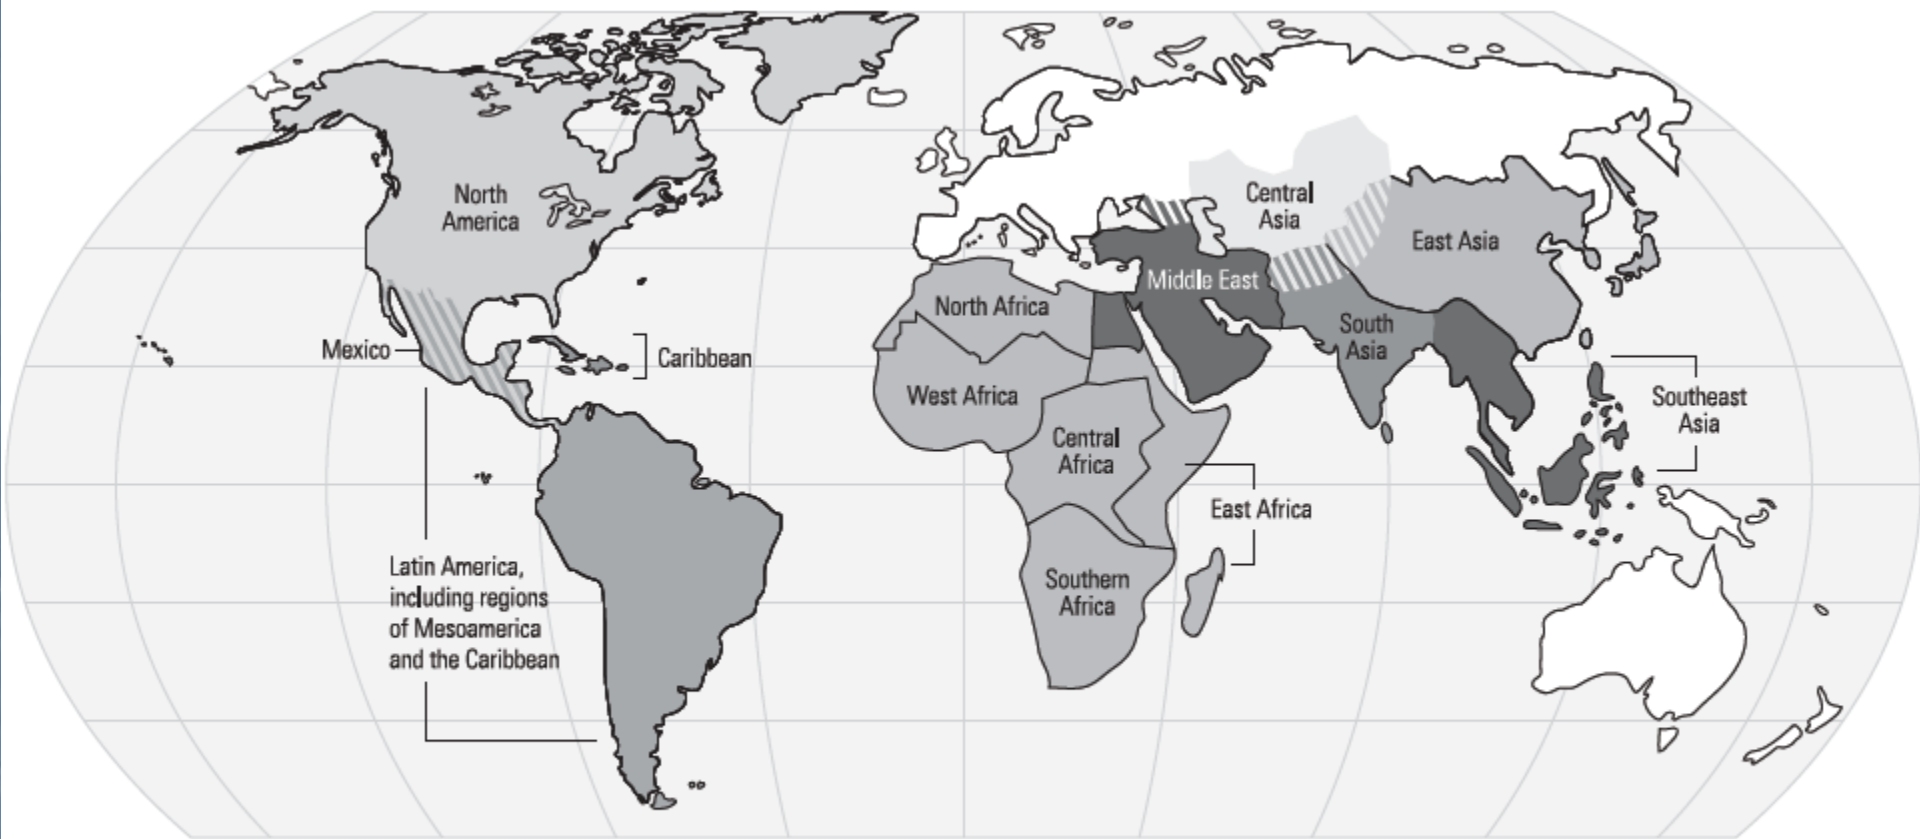 North
America
Mexico
Caribbean
Latin America,
including regions
of Mesoamerica
and the Caribbean
North Africa
West Africa
Central
Africa
East Africa
Southern
Africa
Middle East
Central
Asia
East Asia
South
Asia
Southeast
Asia